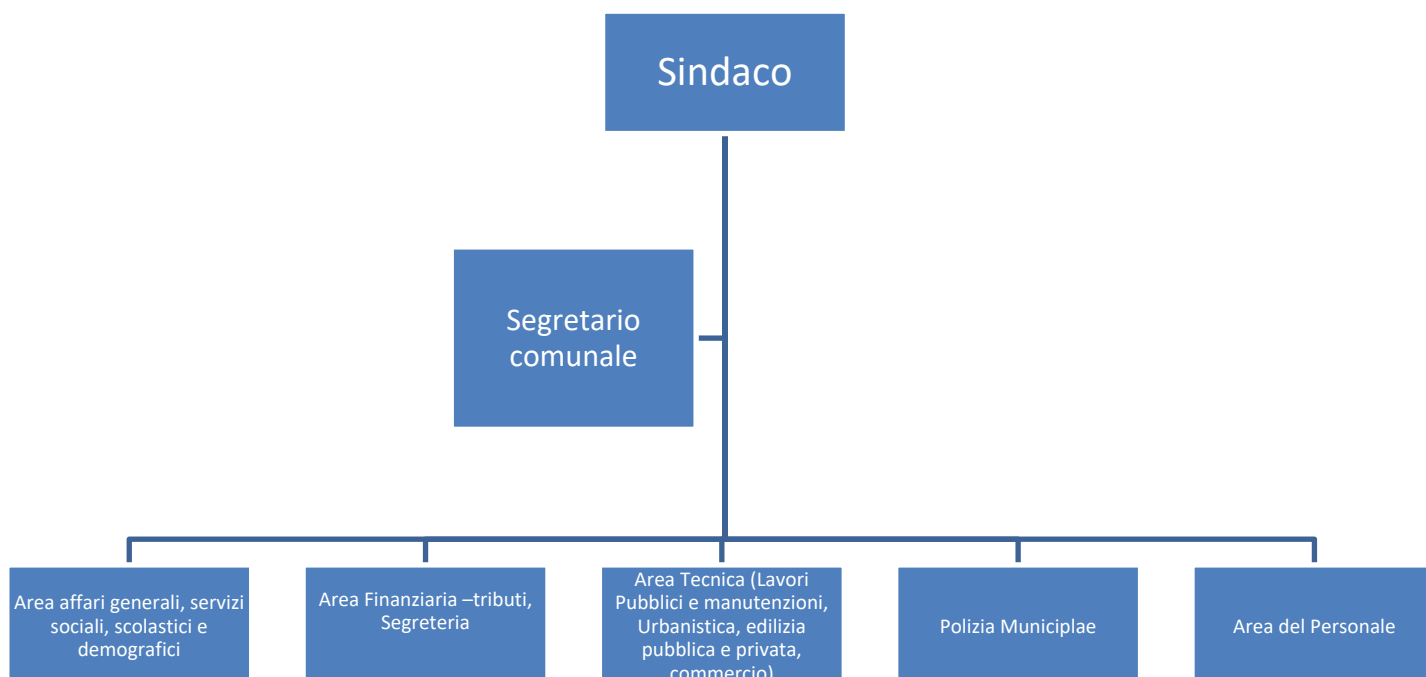 Sindaco
Segretario
comunale
Area affari generali, servizi
sociali, scolastici e
demografici
Area Finanziaria –tributi,
Segreteria
Area Tecnica (Lavori
Pubblici e manutenzioni,
Urbanistica, edilizia
pubblica e privata,
commercio)
Polizia Municiplae
Area del Personale